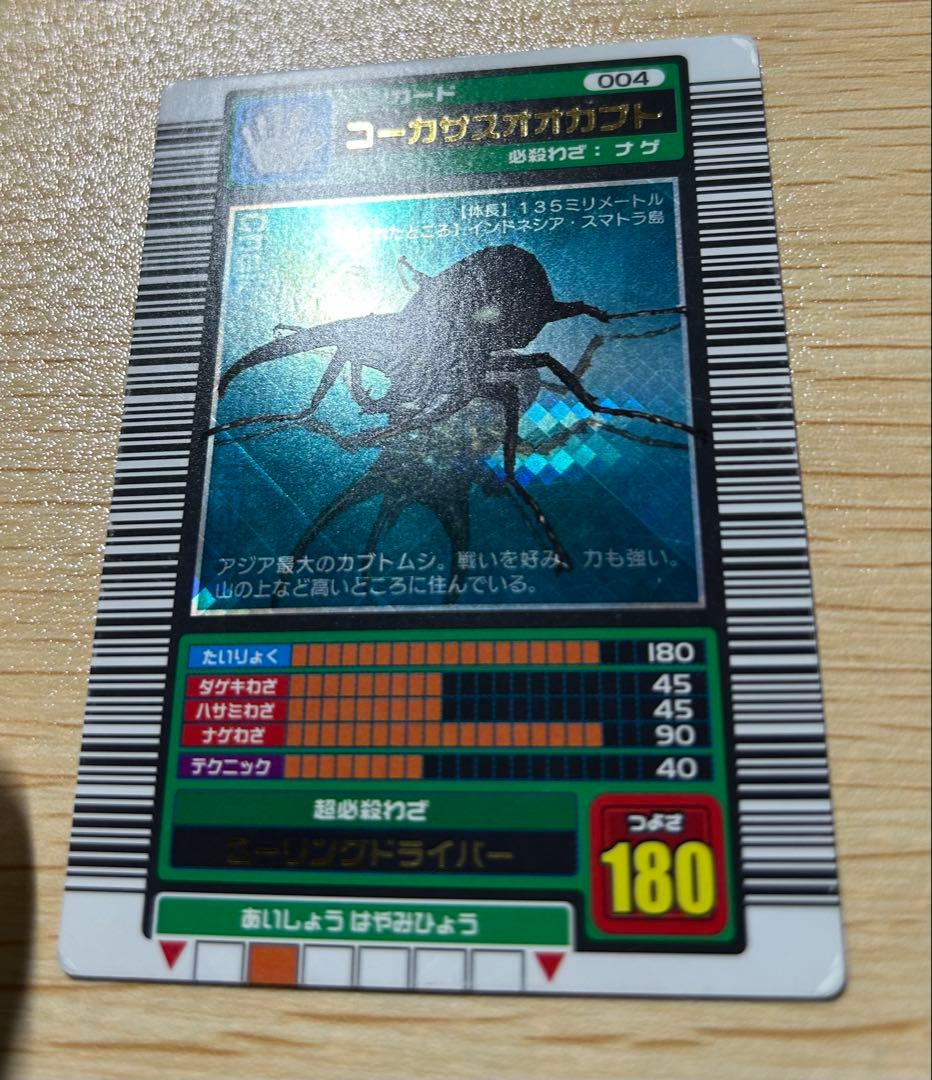 004
カード
コーカサスオオカブト
必殺わざ：ナゲ
【体長】135ミリメートル
たところ】インドネシア・スマトラ島
アジア最大のカブトムシ。戦いを好み、力も強い。
山の上など高いところに住んでいる。
たいりょく 180
ダゲキわざ 45
ハサミわざ 45
ナゲわざ 90
テクニック 40
超必殺わざ
ローリングドライバー
つよさ
180
あいしょうはやみひょう